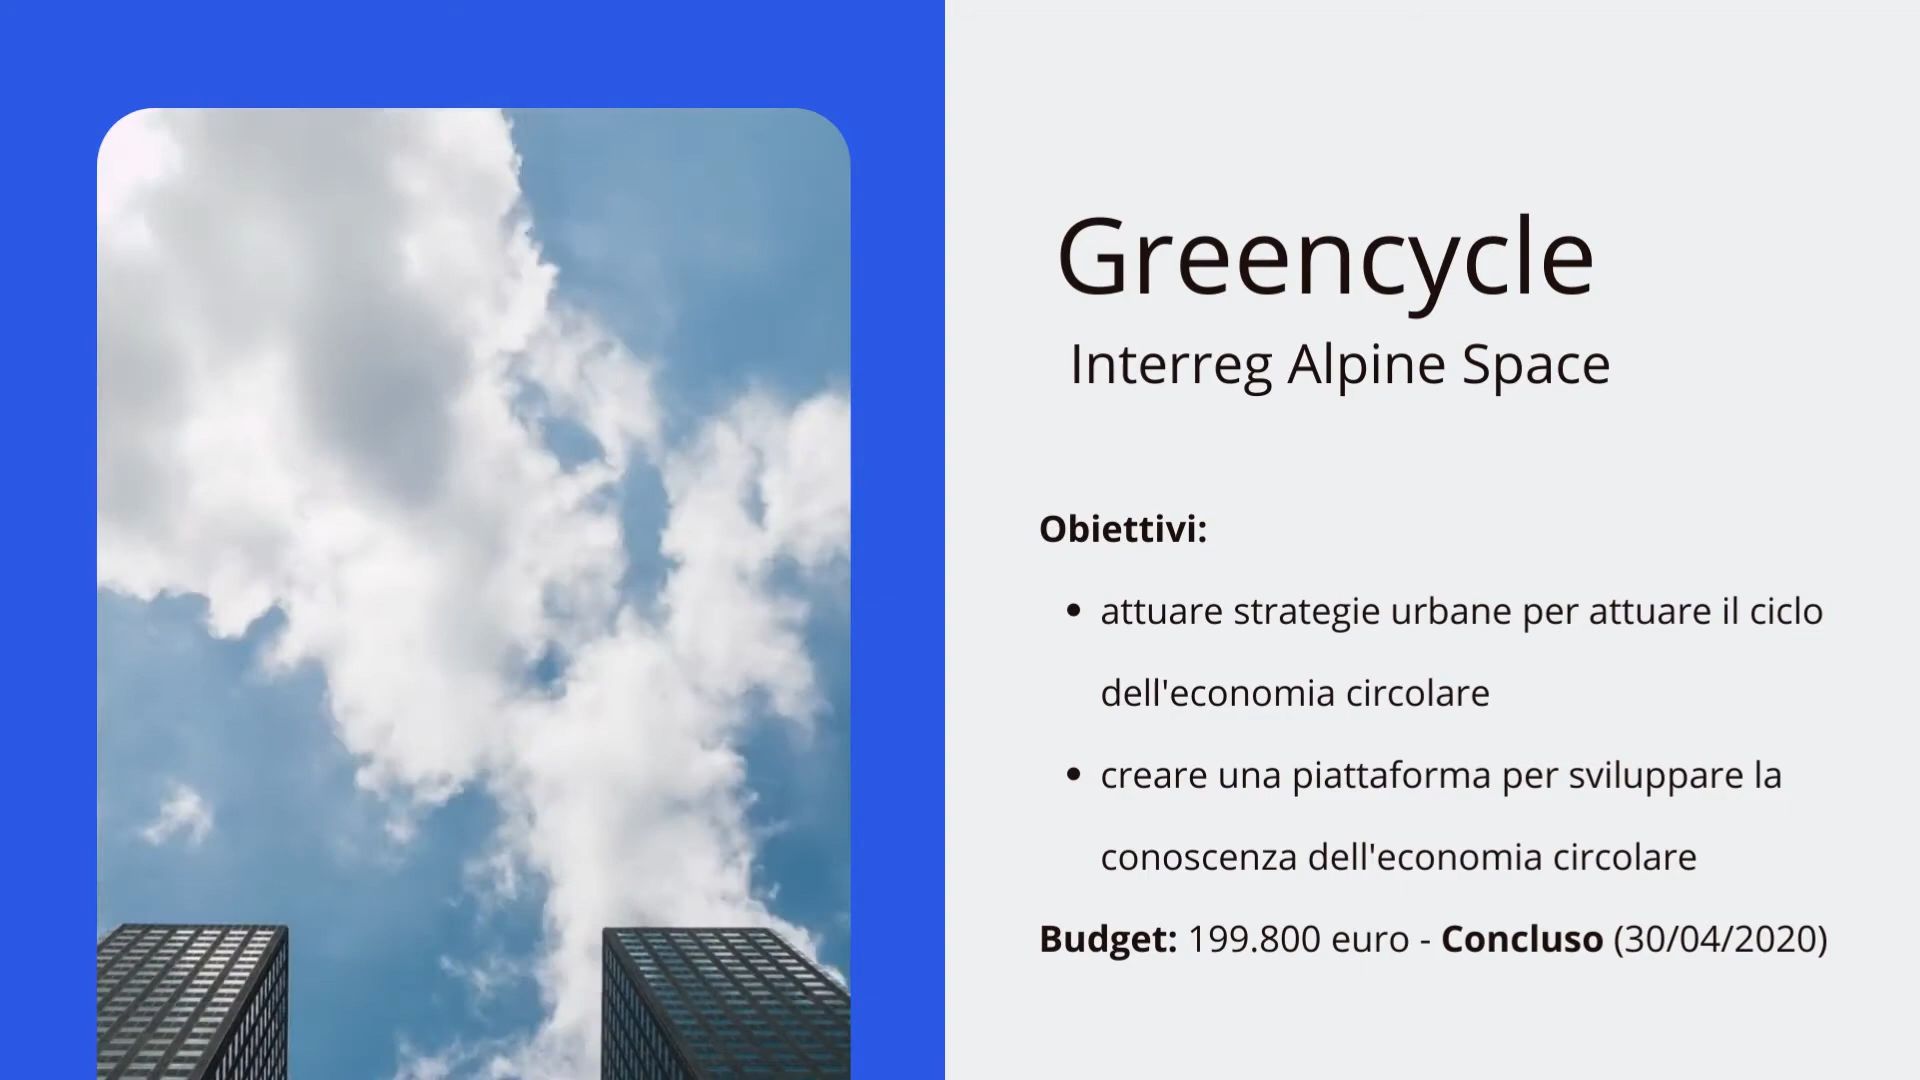 Greencycle
Interreg Alpine Space
Obiettivi:
• attuare strategie urbane per attuare il ciclo
dell'economia circolare
• creare una piattaforma per sviluppare la
conoscenza dell'economia circolare
Budget: 199.800 euro - Concluso (30/04/2020)